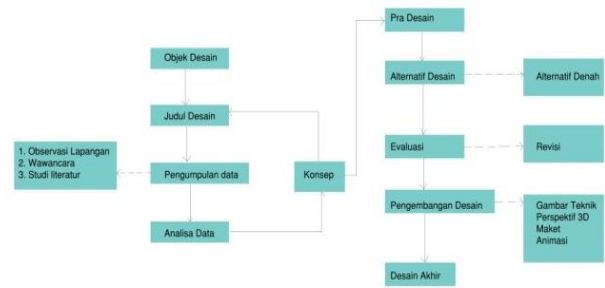 Objek Desain
Judul Desain
1. Observasi Lapangan
2. Wawancara
3. Studi literatur
Pengumpulan data
Analisa Data
Konsep
Pra Desain
Alternatif Desain
Alternatif Denah
Evaluasi
Revisi
Pengembangan Desain
Gambar Teknik
Perspektif 3D
Maket
Animasi
Desain Akhir